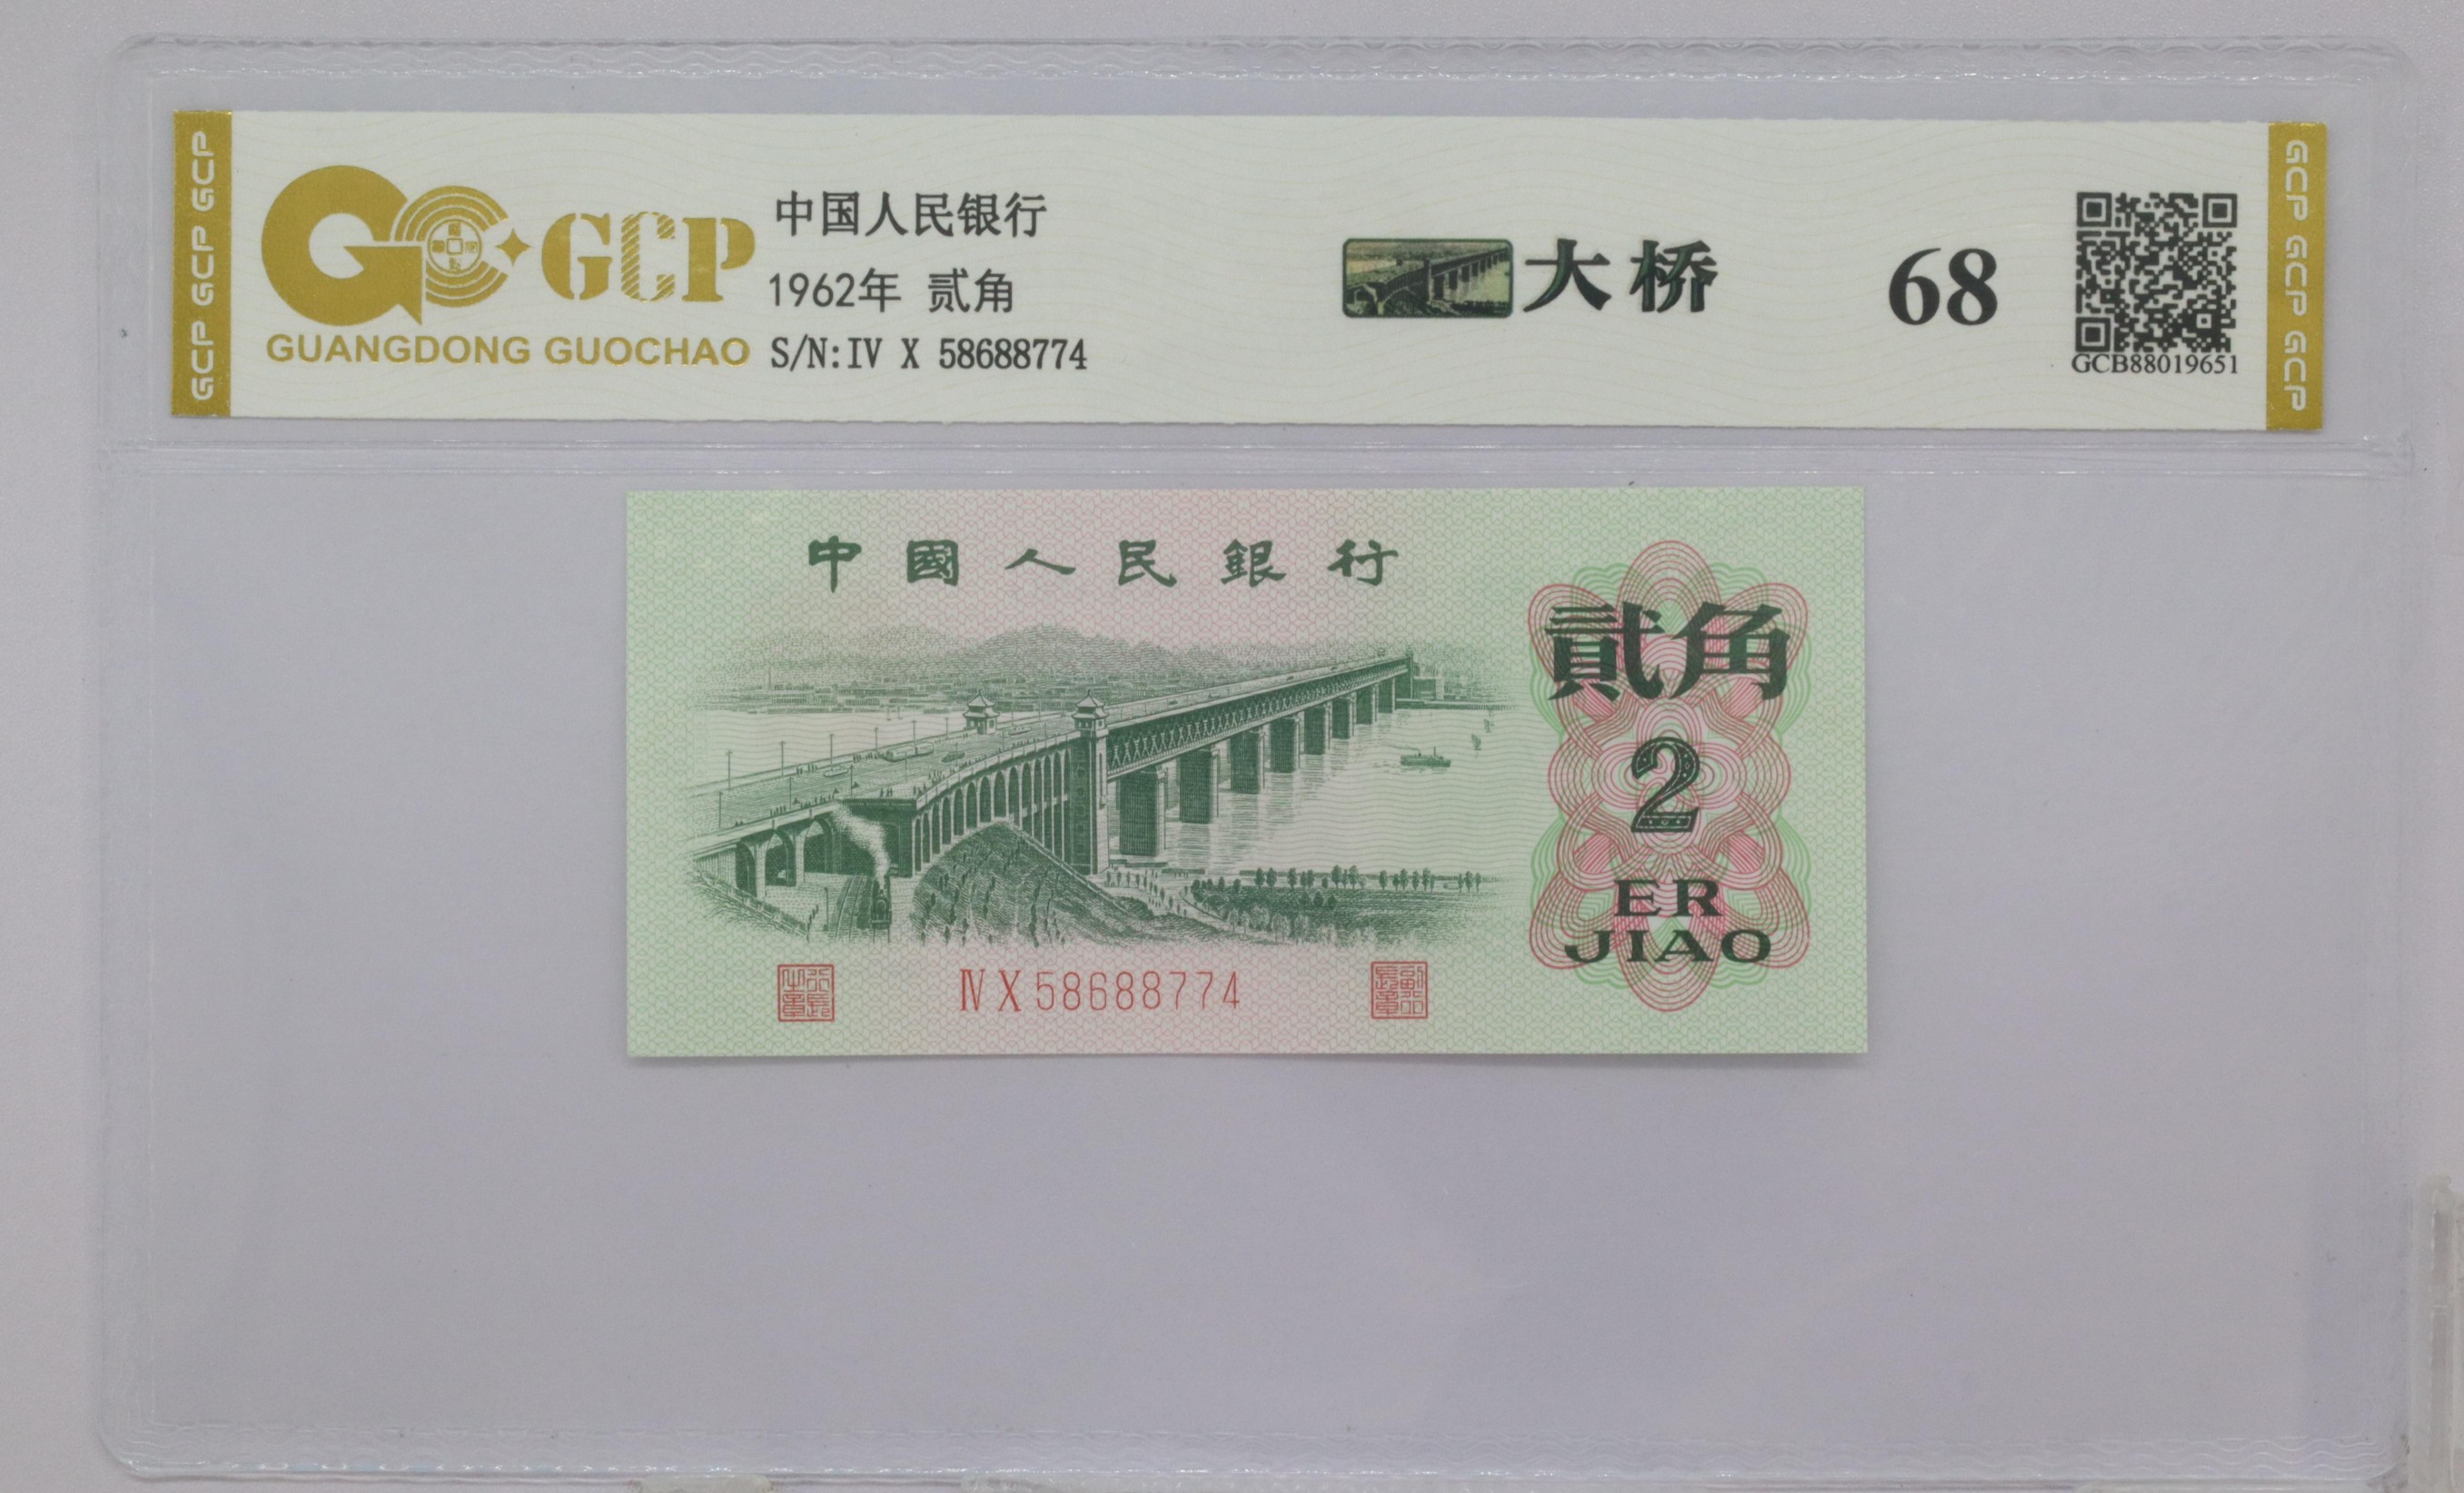 GCP GCP GCP
GCP
GUANGDONG GUOCHAO
中国人民银行
1962年 贰角
S/N:IV X 58688774
大桥
68
GCB88019651
GCP GCP GCP
中國人民銀行
貳角
2
ER
JIAO
IV X 58688774